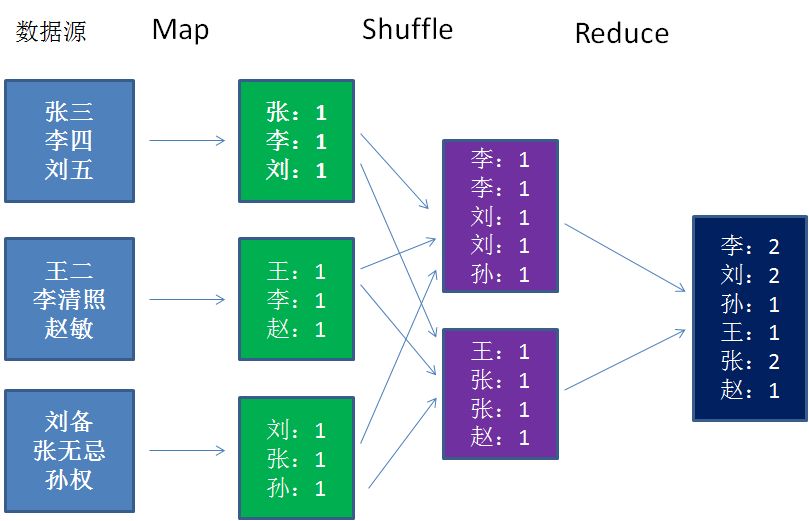 数据源
Map
Shuffle
Reduce
张三
李四
刘五
张：1
李：1
刘：1
王二
李清照
赵敏
王：1
李：1
赵：1
刘备
张无忌
孙权
刘：1
张：1
孙：1
李：1
李：1
刘：1
刘：1
孙：1
王：1
张：1
张：1
赵：1
李：2
刘：2
孙：1
王：1
张：2
赵：1